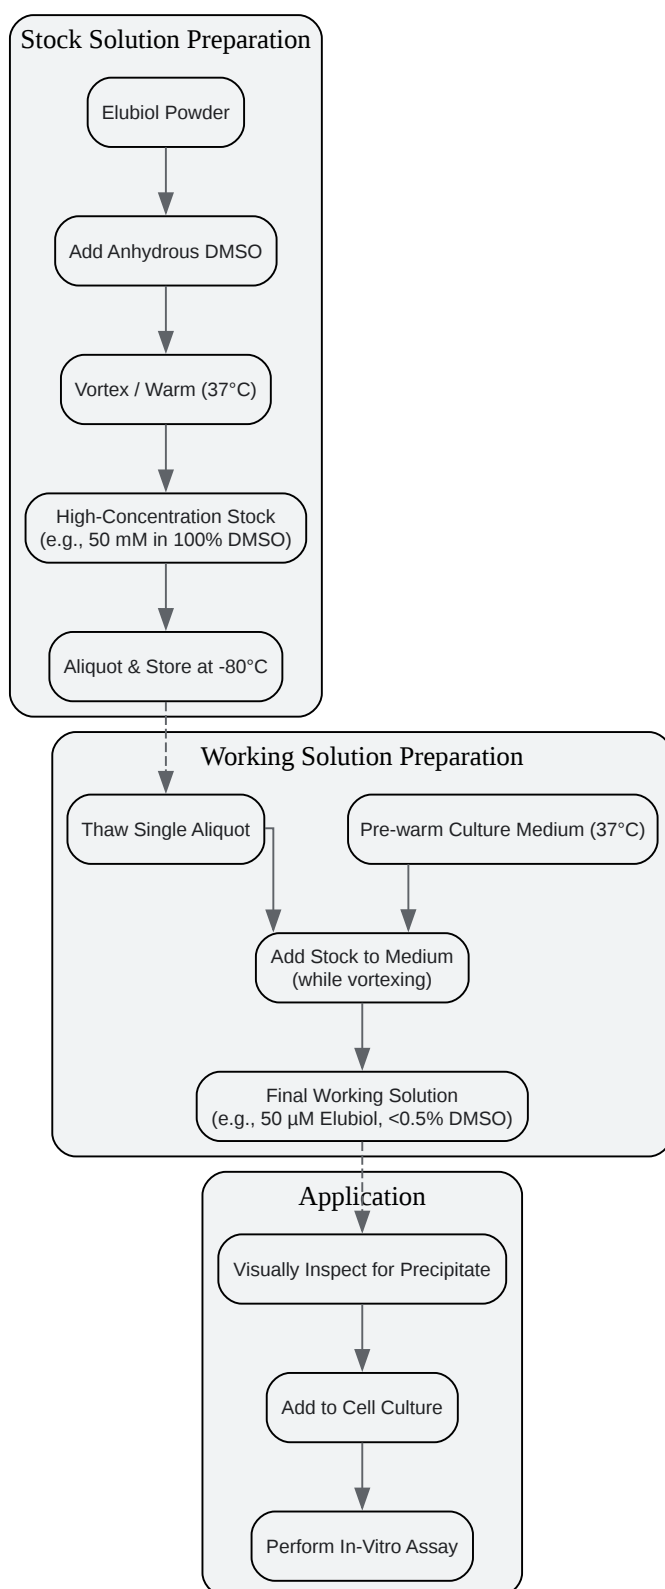 Stock Solution Preparation
Elubiol Powder
Add Anhydrous DMSO
Vortex / Warm (37°C)
High-Concentration Stock
(e.g., 50 mM in 100% DMSO)
Aliquot & Store at -80°C
Working Solution Preparation
Thaw Single Aliquot
Pre-warm Culture Medium (37°C)
Add Stock to Medium
(while vortexing)
Final Working Solution
(e.g., 50 µM Elubiol, <0.5% DMSO)
Application
Visually Inspect for Precipitate
Add to Cell Culture
Perform In-Vitro Assay